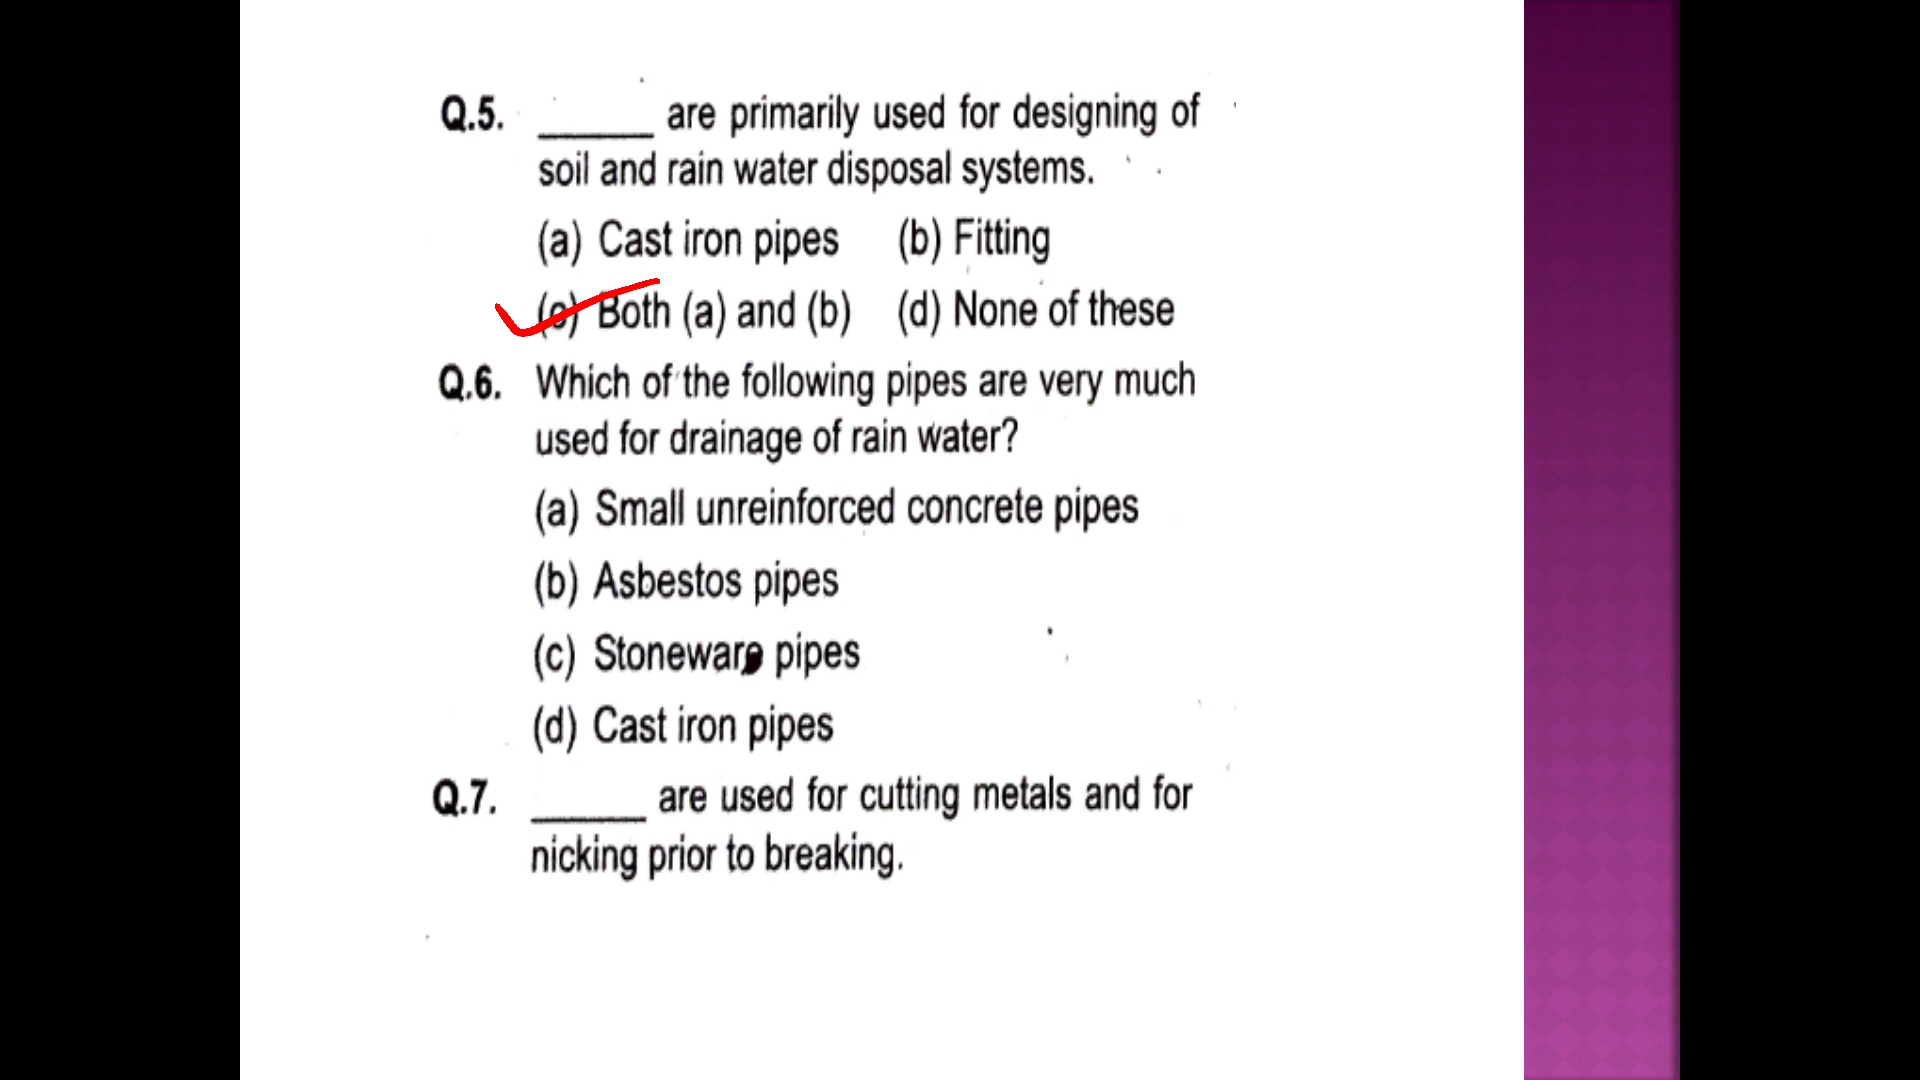 Q.5. ______ are primarily used for designing of
soil and rain water disposal systems.
(a) Cast iron pipes (b) Fitting
(c) Both (a) and (b) (d) None of these
Q.6. Which of the following pipes are very much
used for drainage of rain water?
(a) Small unreinforced concrete pipes
(b) Asbestos pipes
(c) Stoneware pipes
(d) Cast iron pipes
Q.7. ______ are used for cutting metals and for
nicking prior to breaking.